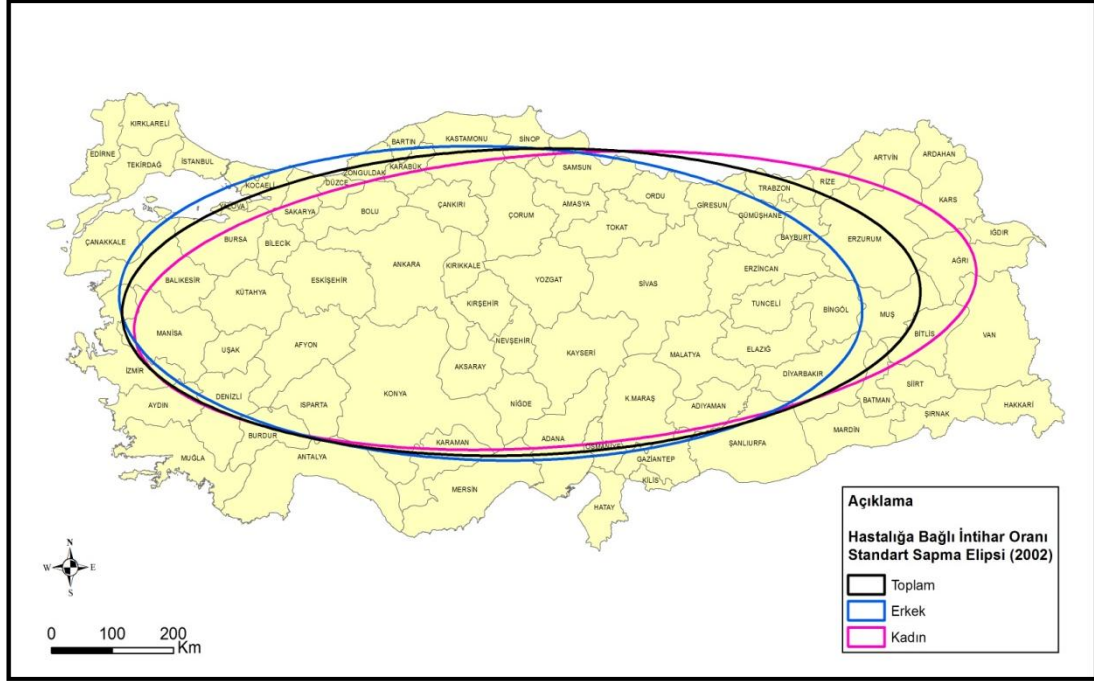 KIRKLARELİ
EDİRNE
TEKİRDAĞ
İSTANBUL
KOCAELİ
YALOVA
SAKARYA
DÜZCE
ZONGULDAK
BARTIN
KARABÜK
KASTAMONU
SİNOP
SAMSUN
ORDU
GİRESUN
TRABZON
RİZE
ARTVİN
ARDAHAN
KARS
IĞDIR
ÇANAKKALE
BURSA
BİLECİK
BOLU
ÇANKIRI
ÇORUM
AMASYA
TOKAT
GÜMÜŞHANE
BAYBURT
ERZURUM
AĞRI
BALIKESİR
KÜTAHYA
ESKİŞEHİR
ANKARA
KIRIKKALE
YOZGAT
SİVAS
ERZİNCAN
TUNCELİ
BİNGÖL
MUŞ
BİTLİS
VAN
MANİSA
UŞAK
AFYON
KIRŞEHİR
NEVŞEHİR
KAYSERİ
MALATYA
ELAZIĞ
DİYARBAKIR
BATMAN
SİİRT
ŞIRNAK
HAKKARİ
İZMİR
AYDIN
DENİZLİ
ISPARTA
KONYA
AKSARAY
NİĞDE
K.MARAŞ
ADIYAMAN
ŞANLIURFA
MARDİN
MUĞLA
BURDUR
ANTALYA
KARAMAN
MERSİN
ADANA
OSMANİYE
GAZİANTEP
KİLİS
HATAY
N
W E
S
0 100 200
Km
Açıklama
Hastalığa Bağlı İntihar Oranı
Standart Sapma Elipsi (2002)
Toplam
Erkek
Kadın